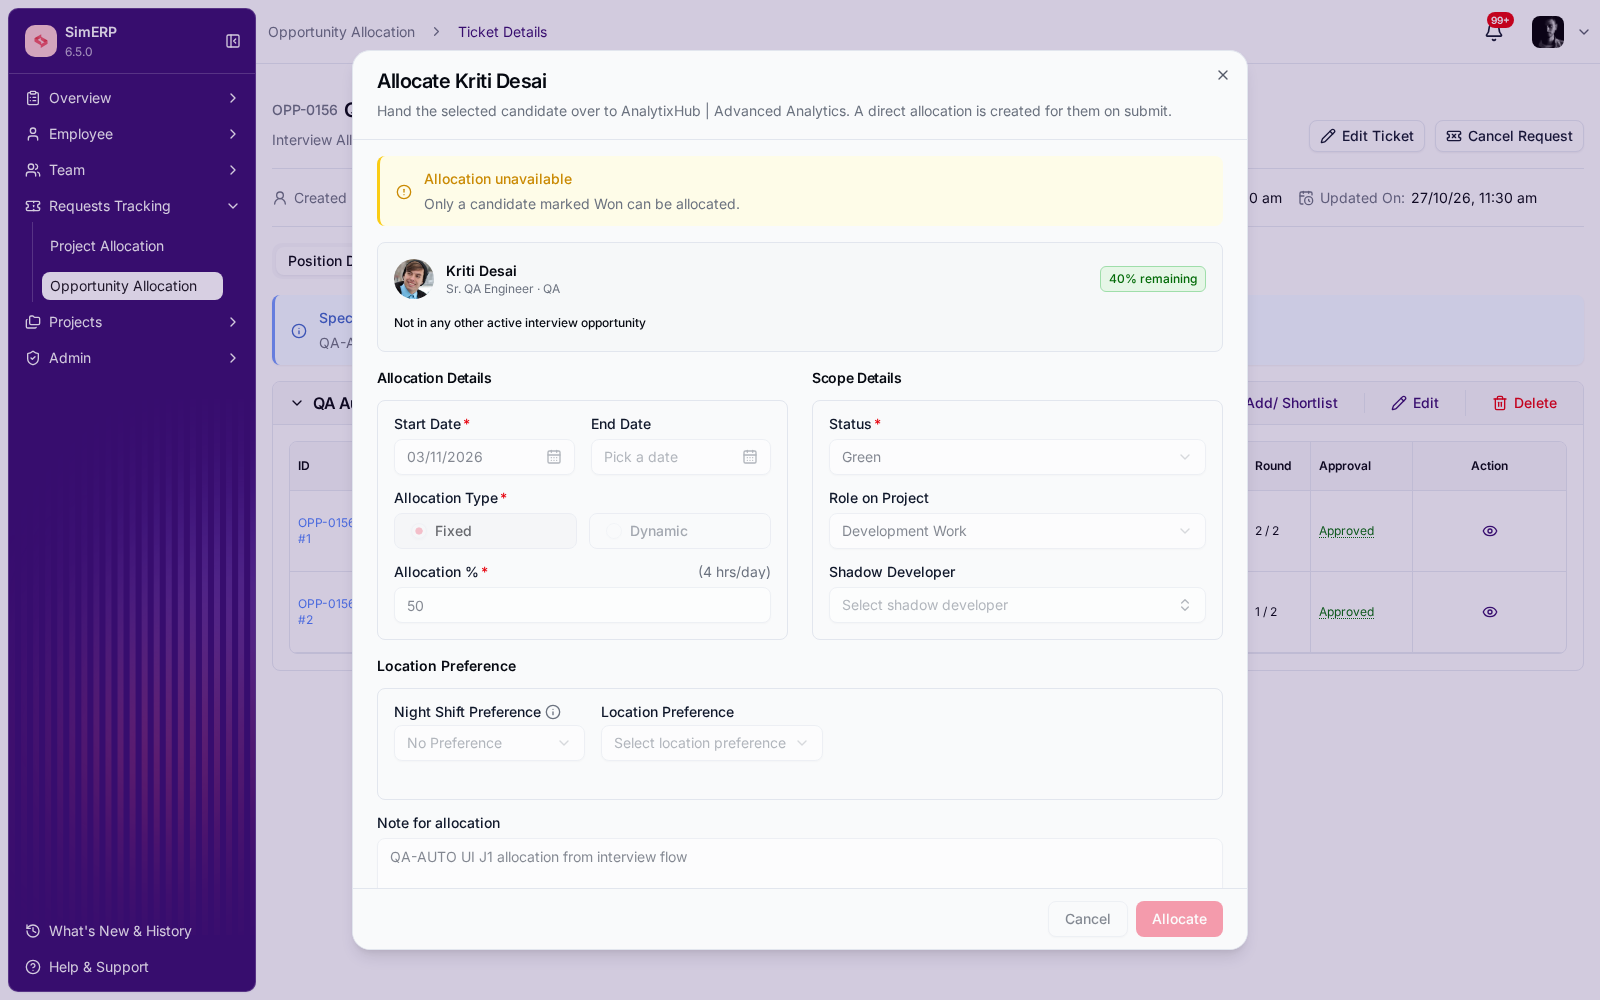 SimERP
6.5.0
Overview
Employee
Team
Requests Tracking
Project Allocation
Opportunity Allocation
Projects
Admin
What's New & History
Help & Support
Opportunity Allocation
Ticket Details
99+
OPP-0156
Interview
Edit Ticket
Cancel Request
Created
0 am
Updated On: 27/10/26, 11:30 am
Position
QA
Add/ Shortlist
Edit
Delete
ID
Round
Approval
Action
OPP-0156
#1
2 / 2
Approved
OPP-0156
#2
1 / 2
Approved
Allocate Kriti Desai
Hand the selected candidate over to AnalytixHub | Advanced Analytics. A direct allocation is created for them on submit.
Allocation unavailable
Only a candidate marked Won can be allocated.
Kriti Desai
Sr. QA Engineer · QA
40% remaining
Not in any other active interview opportunity
Allocation Details
Start Date*
End Date
03/11/2026
Pick a date
Allocation Type*
Fixed
Dynamic
Allocation %*
(4 hrs/day)
50
Scope Details
Status*
Green
Role on Project
Development Work
Shadow Developer
Select shadow developer
Location Preference
Night Shift Preference
Location Preference
No Preference
Select location preference
Note for allocation
QA-AUTO UI J1 allocation from interview flow
Cancel
Allocate